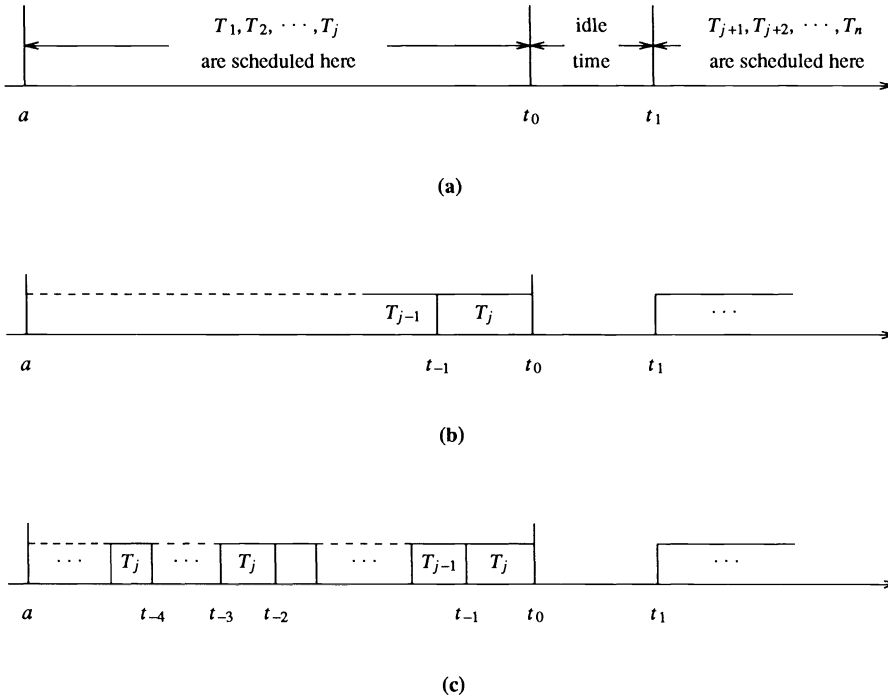 T₁, T₂, ···, Tⱼ idle Tⱼ₊₁, Tⱼ₊₂, ···, Tₙ
are scheduled here time are scheduled here
a t₀ t₁
(a)
Tⱼ₋₁ Tⱼ ···
a t₋₁ t₀ t₁
(b)
··· Tⱼ ··· Tⱼ ··· Tⱼ₋₁ Tⱼ ···
a t₋₄ t₋₃ t₋₂ t₋₁ t₀ t₁
(c)